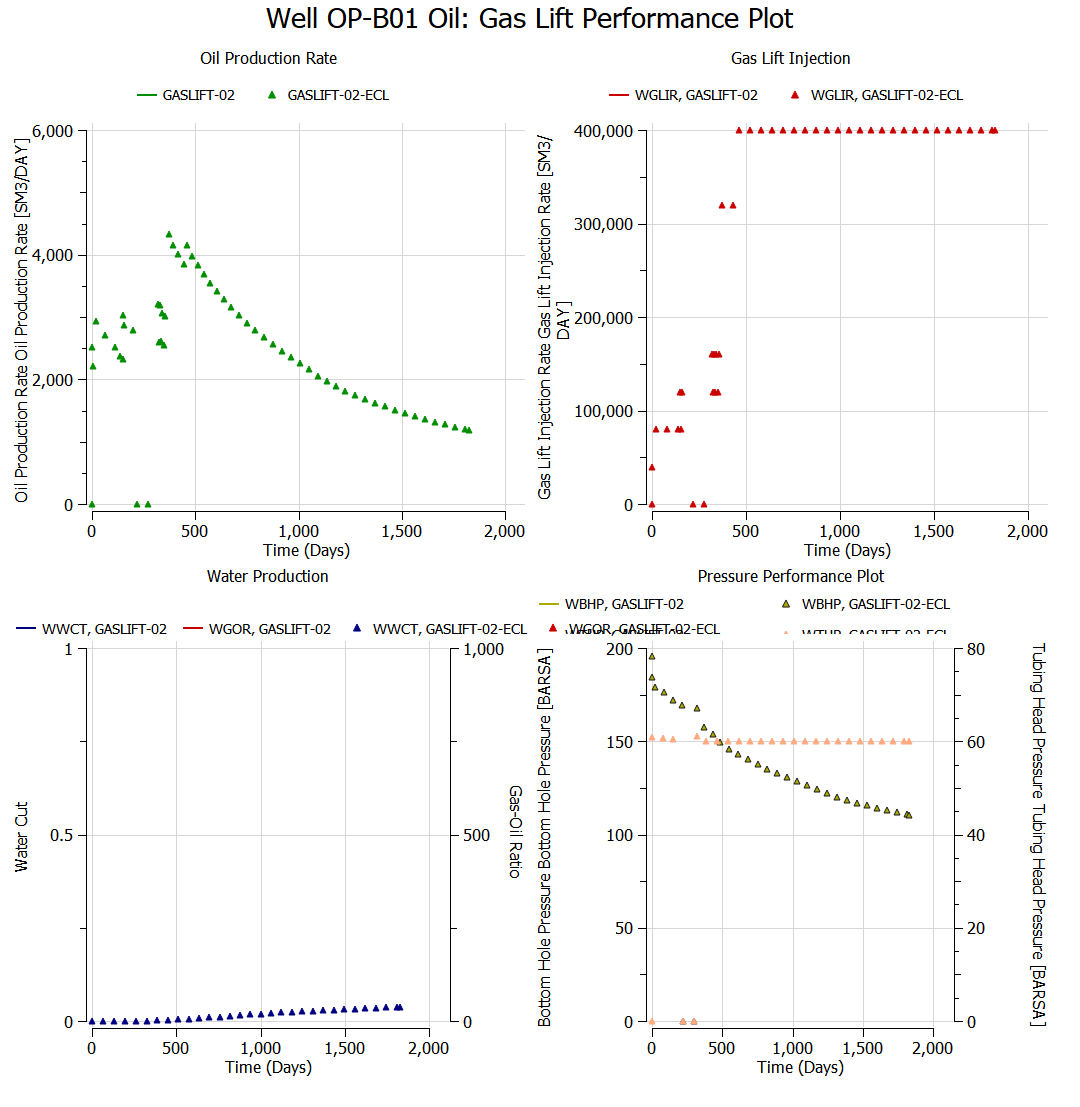 Well OP-B01 Oil: Gas Lift Performance Plot
Oil Production Rate
GASLIFT-02 GASLIFT-02-ECL
Oil Production Rate Oil Production Rate [SM3/DAY]
6,000
4,000
2,000
0
0 500 1,000 1,500 2,000
Time (Days)
Gas Lift Injection
WGLIR, GASLIFT-02 WGLIR, GASLIFT-02-ECL
Gas Lift Injection Rate Gas Lift Injection Rate [SM3/
DAY]
400,000
300,000
200,000
100,000
0
0 500 1,000 1,500 2,000
Time (Days)
Water Production
WWCT, GASLIFT-02 WGOR, GASLIFT-02 WWCT, GASLIFT-02-ECL WGOR, GASLIFT-02-ECL
Water Cut
1
0.5
0
1,000
500
0
Gas-Oil Ratio
0 500 1,000 1,500 2,000
Time (Days)
Pressure Performance Plot
WBHP, GASLIFT-02 WBHP, GASLIFT-02-ECL
WTHP, GASLIFT-02-ECL
Bottom Hole Pressure Bottom Hole Pressure [BARSA]
200
150
100
50
0
80
60
40
20
0
Tubing Head Pressure Tubing Head Pressure [BARSA]
0 500 1,000 1,500 2,000
Time (Days)